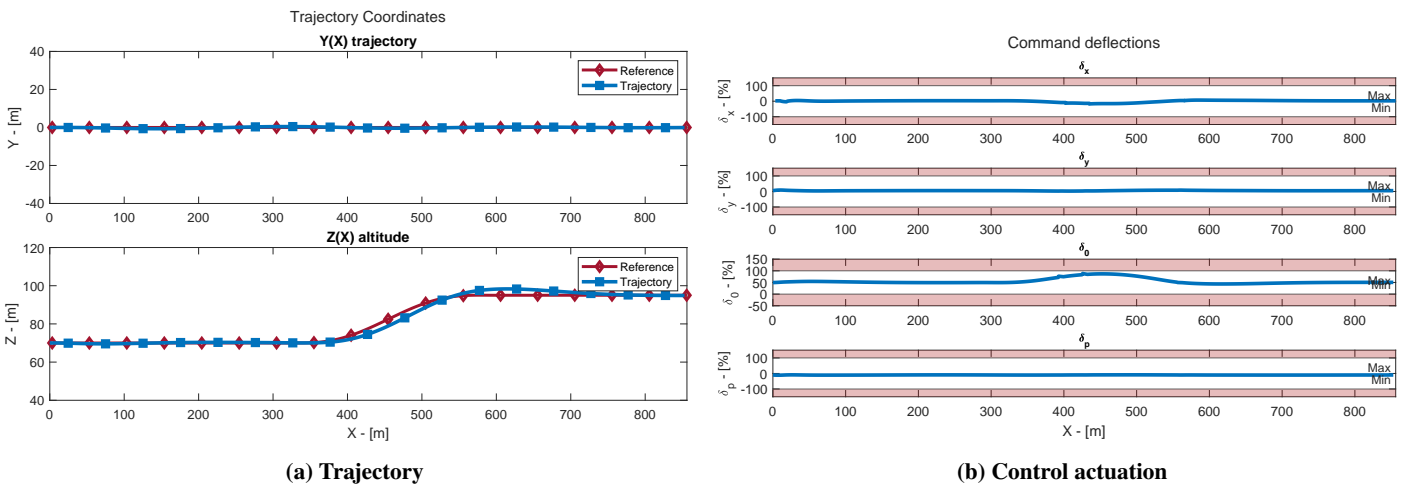 Trajectory Coordinates
Y(X) trajectory
40
20
0
-20
-40
Y - [m]
Reference
Trajectory
0 100 200 300 400 500 600 700 800
Z(X) altitude
120
100
80
60
40
Z - [m]
Reference
Trajectory
0 100 200 300 400 500 600 700 800
X - [m]
(a) Trajectory
Command deflections
δx
100
0
-100
δx - [%]
Max
Min
0 100 200 300 400 500 600 700 800
δy
100
0
-100
δy - [%]
Max
Min
0 100 200 300 400 500 600 700 800
δ0
150
100
50
0
-50
δ0 - [%]
Max
Min
0 100 200 300 400 500 600 700 800
δp
100
0
-100
δp - [%]
Max
Min
0 100 200 300 400 500 600 700 800
X - [m]
(b) Control actuation